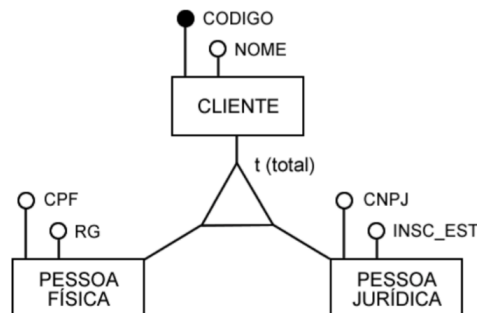 CODIGO
NOME
CLIENTE
t (total)
CPF
RG
CNPJ
INSC_EST
PESSOA
FÍSICA
PESSOA
JURÍDICA